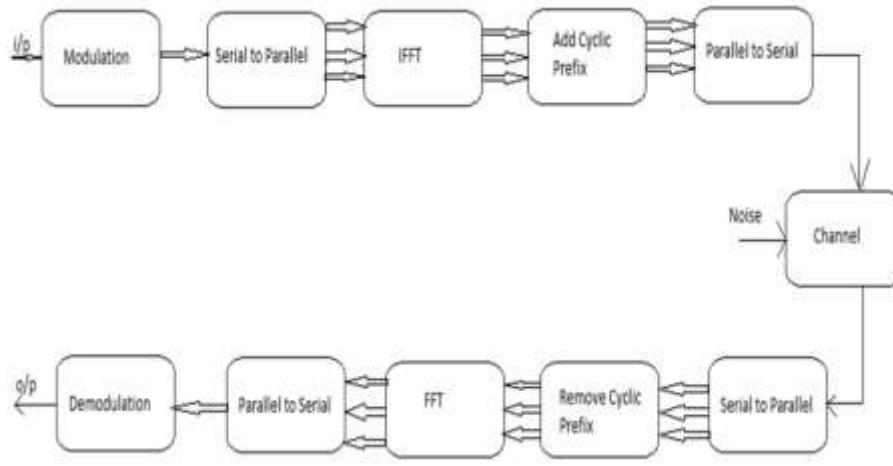 i/p
Modulation
Serial to Parallel
IFFT
Add Cyclic
Prefix
Parallel to Serial
Noise
Channel
o/p
Demodulation
Parallel to Serial
FFT
Remove Cyclic
Prefix
Serial to Parallel